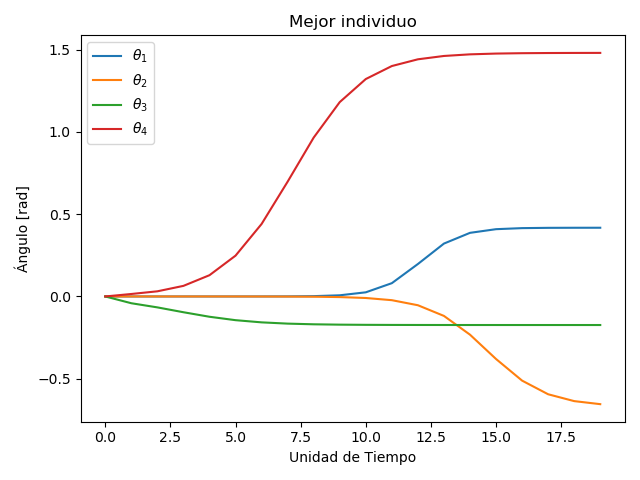 Mejor individuo
θ₁
θ₂
θ₃
θ₄
Ángulo [rad]
1.5
1.0
0.5
0.0
−0.5
0.0 2.5 5.0 7.5 10.0 12.5 15.0 17.5
Unidad de Tiempo